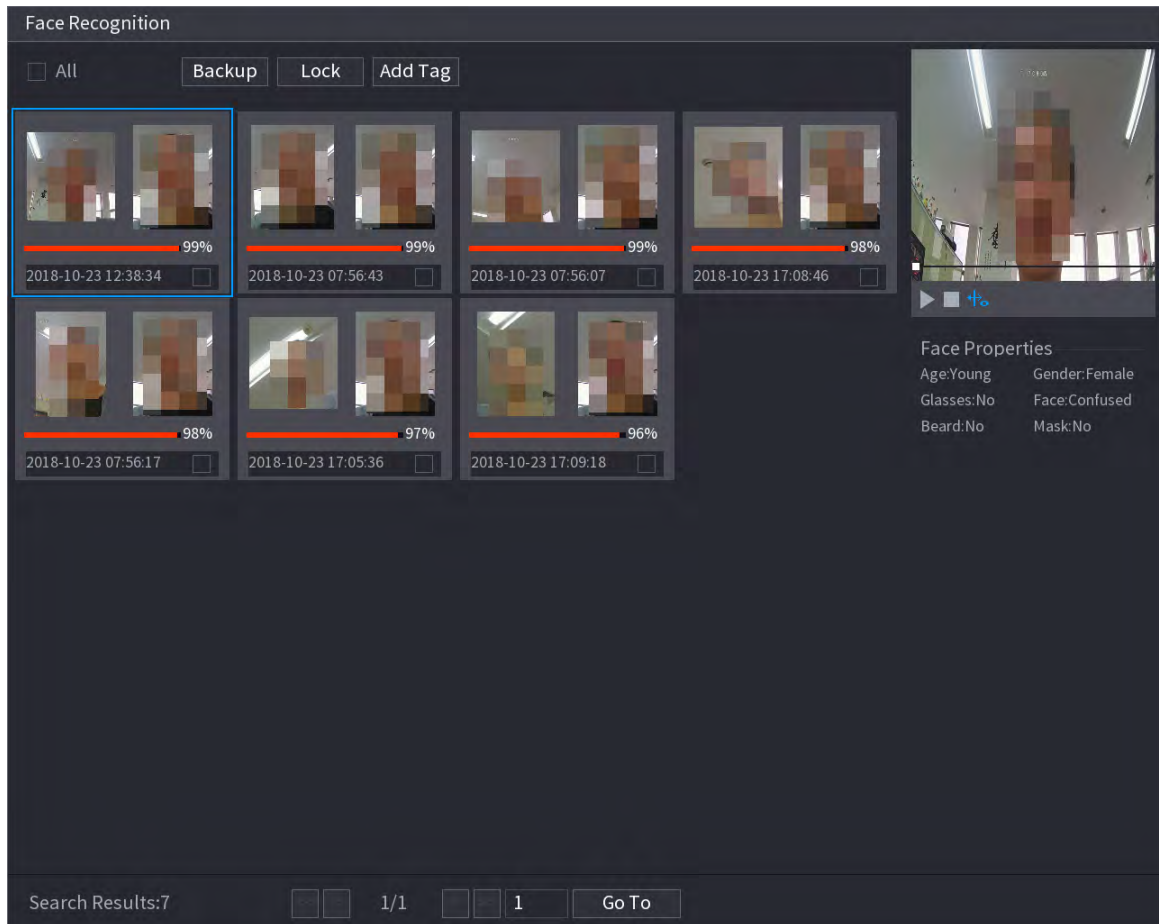 Face Recognition
All Backup Lock Add Tag
99% 99% 99% 98%
2018-10-23 12:38:34 2018-10-23 07:56:43 2018-10-23 07:56:07 2018-10-23 17:08:46
98% 97% 96%
2018-10-23 07:56:17 2018-10-23 17:05:36 2018-10-23 17:09:18
Face Properties
Age:Young Gender:Female
Glasses:No Face:Confused
Beard:No Mask:No
Search Results:7 1/1 1 Go To